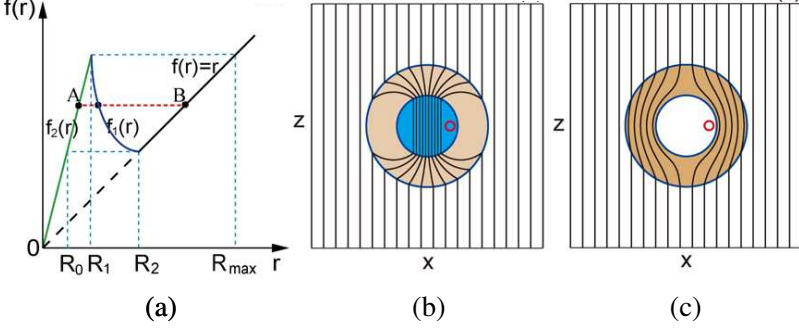 f(r)
f(r)=r
A
B
f₂(r)
f₁(r)
0
R₀ R₁ R₂ Rmax r
(a)
z
x
(b)
z
x
(c)